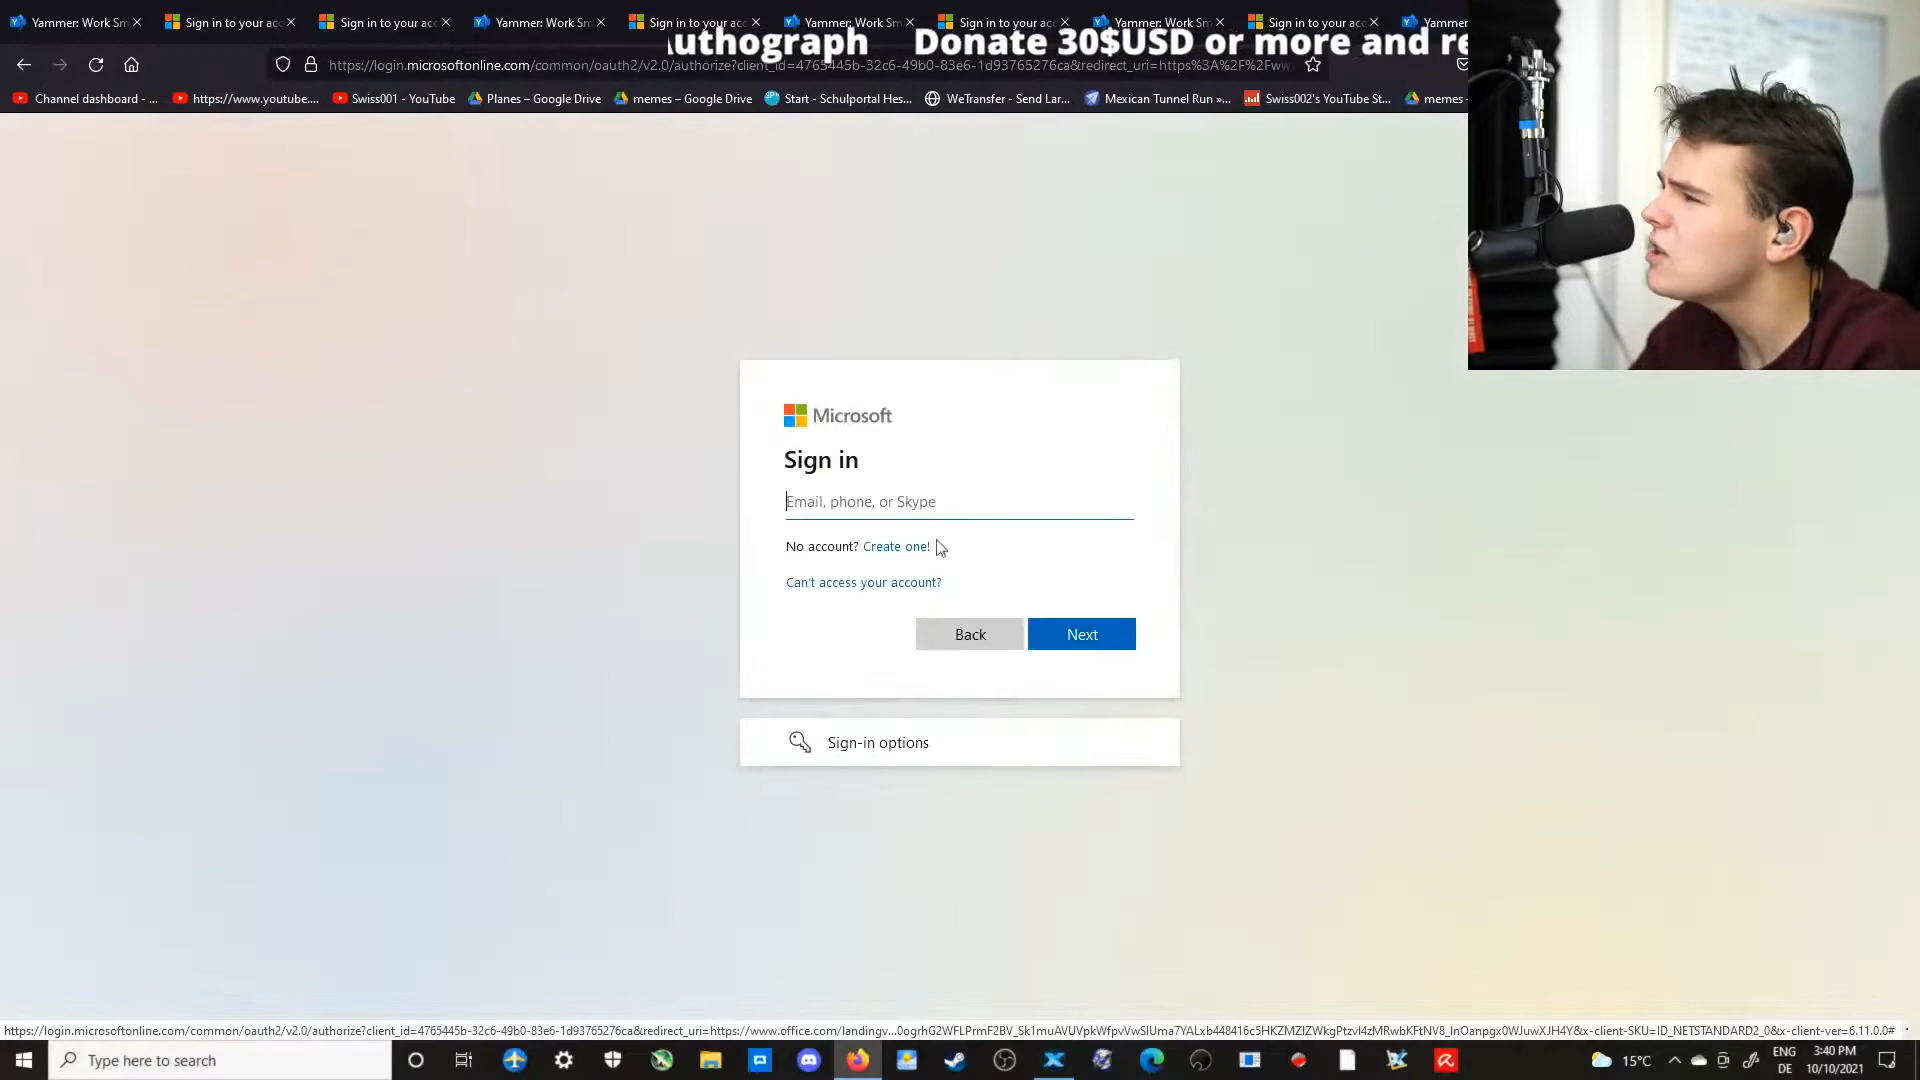 Yammer: Work Sm
Sign in to your acc
Sign in to your acc
Yammer: Work Sm
Sign in to your acc
Yammer: Work Sm
Sign in to your acc
Yammer: Work Sm
Sign in to your acc
Yammer
uthograph Donate 30$USD or more and re
https://login.microsoftonline.com/common/oauth2/v2.0/authorize?client_id=4765445b-32c6-49b0-83e6-1d93765276ca&redirect_uri=https%3A%2F%2Fww
Channel dashboard - ...
https://www.youtube....
Swiss001 - YouTube
Planes – Google Drive
memes – Google Drive
Start - Schulportal Hes...
WeTransfer - Send Lar...
Mexican Tunnel Run »...
Swiss002's YouTube St...
memes -
Microsoft
Sign in
Email, phone, or Skype
No account? Create one!
Can't access your account?
Back
Next
Sign-in options
https://login.microsoftonline.com/common/oauth2/v2.0/authorize?client_id=4765445b-32c6-49b0-83e6-1d93765276ca&redirect_uri=https://www.office.com/landingv...0ogrhG2WFLPrmF2BV_Sk1muAVUVpkWfpvVwSlUma7YALxb448416c5HKZMZIZWkgPtzvI4zMRwbKFtNV8_InOanpgx0WJuwXJH4Y&x-client-SKU=ID_NETSTANDARD2_0&x-client-ver=6.11.0.0#
Type here to search
15°C
ENG
DE
3:40 PM
10/10/2021